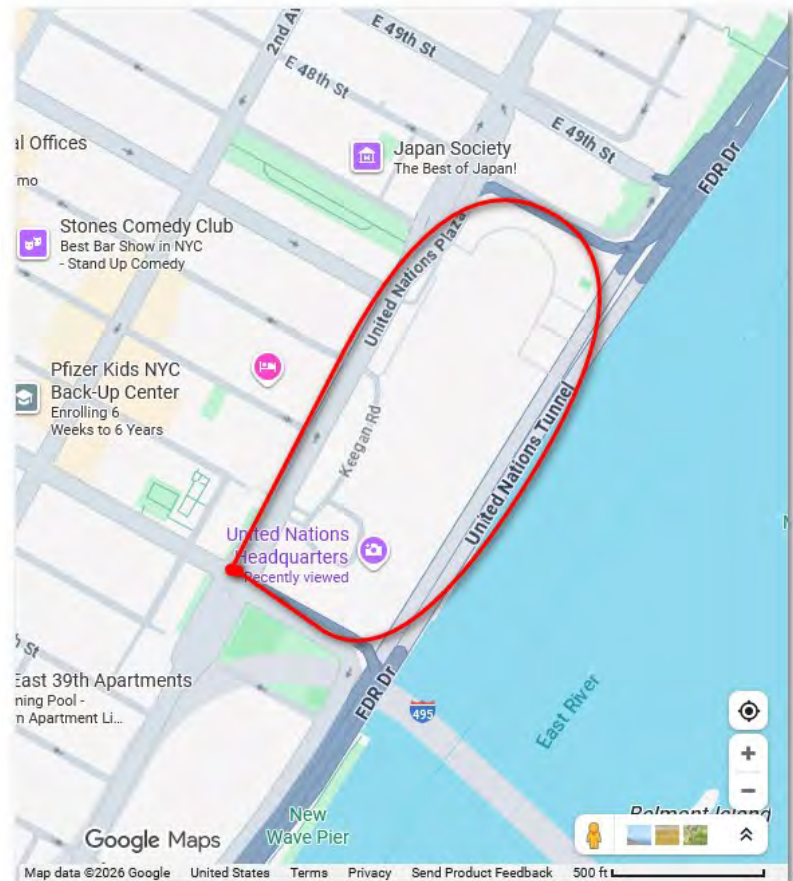 2nd Av
E 49th St
E 48th St
al Offices
mo
Japan Society
The Best of Japan!
E 49th St
FDR Dr
Stones Comedy Club
Best Bar Show in NYC
- Stand Up Comedy
United Nations Plaza
Pfizer Kids NYC
Back-Up Center
Enrolling 6
Weeks to 6 Years
Keegan Rd
United Nations Tunnel
United Nations
Headquarters
Recently viewed
St
East 39th Apartments
ning Pool -
n Apartment Li...
FDR Dr
495
East River
New
Wave Pier
Belmont Island
Google Maps
Map data ©2026 Google United States Terms Privacy Send Product Feedback 500 ft